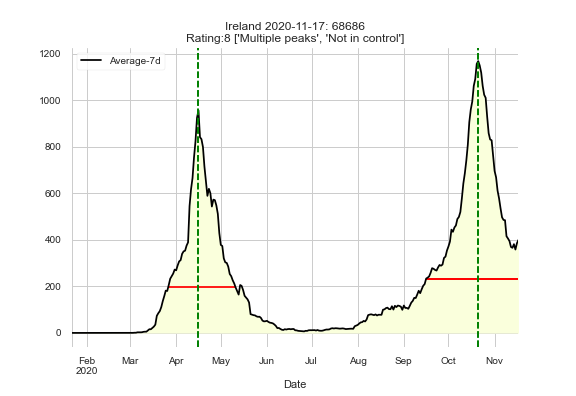 Ireland 2020-11-17: 68686
Rating:8 ['Multiple peaks', 'Not in control']
Average-7d
1200
1000
800
600
400
200
0
Feb Mar Apr May Jun Jul Aug Sep Oct Nov
2020
Date